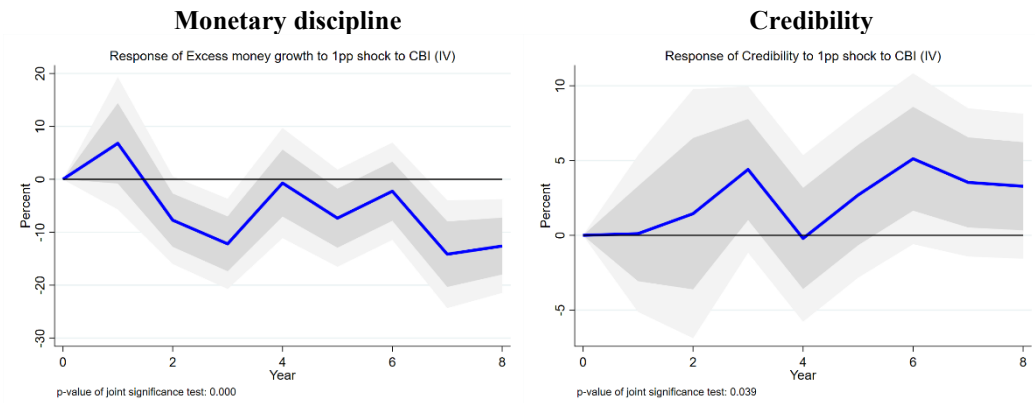 Monetary discipline
Response of Excess money growth to 1pp shock to CBI (IV)
20
10
0
-10
-20
-30
Percent
0 2 4 6 8
Year
p-value of joint significance test: 0.000
Credibility
Response of Credibility to 1pp shock to CBI (IV)
10
5
0
-5
Percent
0 2 4 6 8
Year
p-value of joint significance test: 0.039